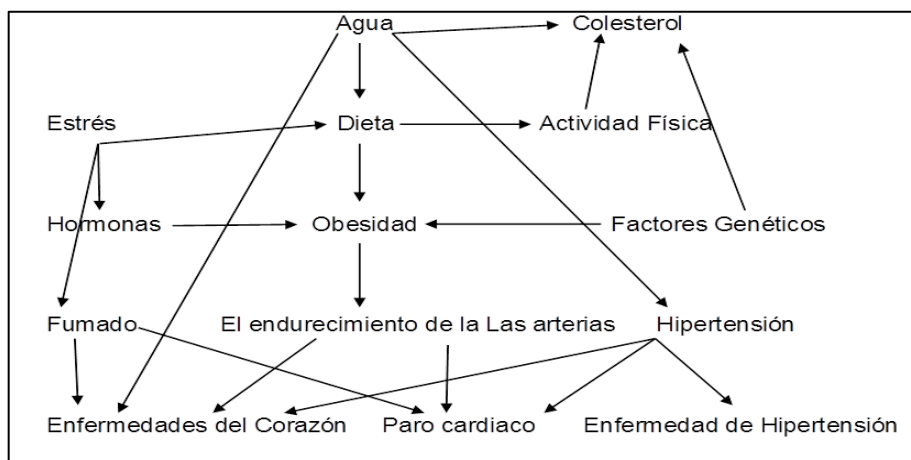 Agua Colesterol
Estrés Dieta Actividad Física
Hormonas Obesidad Factores Genéticos
Fumado El endurecimiento de la Las arterias Hipertensión
Enfermedades del Corazón Paro cardiaco Enfermedad de Hipertensión